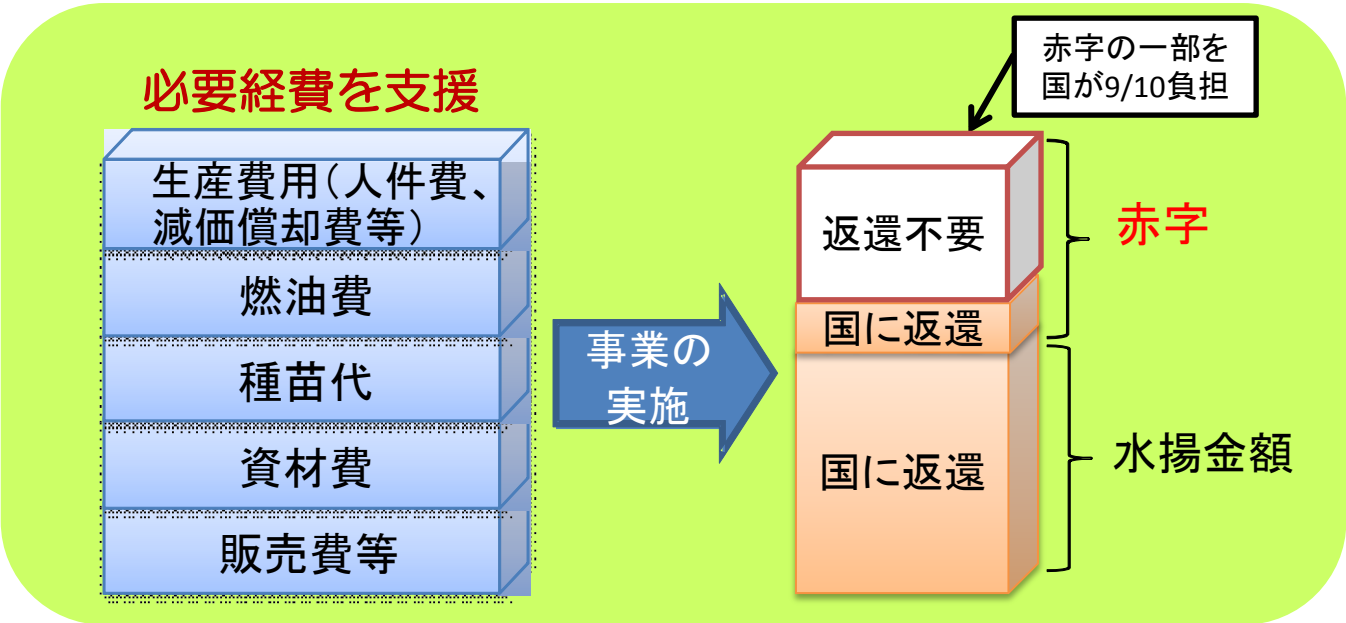 必要経費を支援
生産費用(人件費、
減価償却費等)
燃油費
種苗代
資材費
販売費等
事業の
実施
赤字の一部を
国が9/10負担
返還不要
国に返還
国に返還
赤字
水揚金額